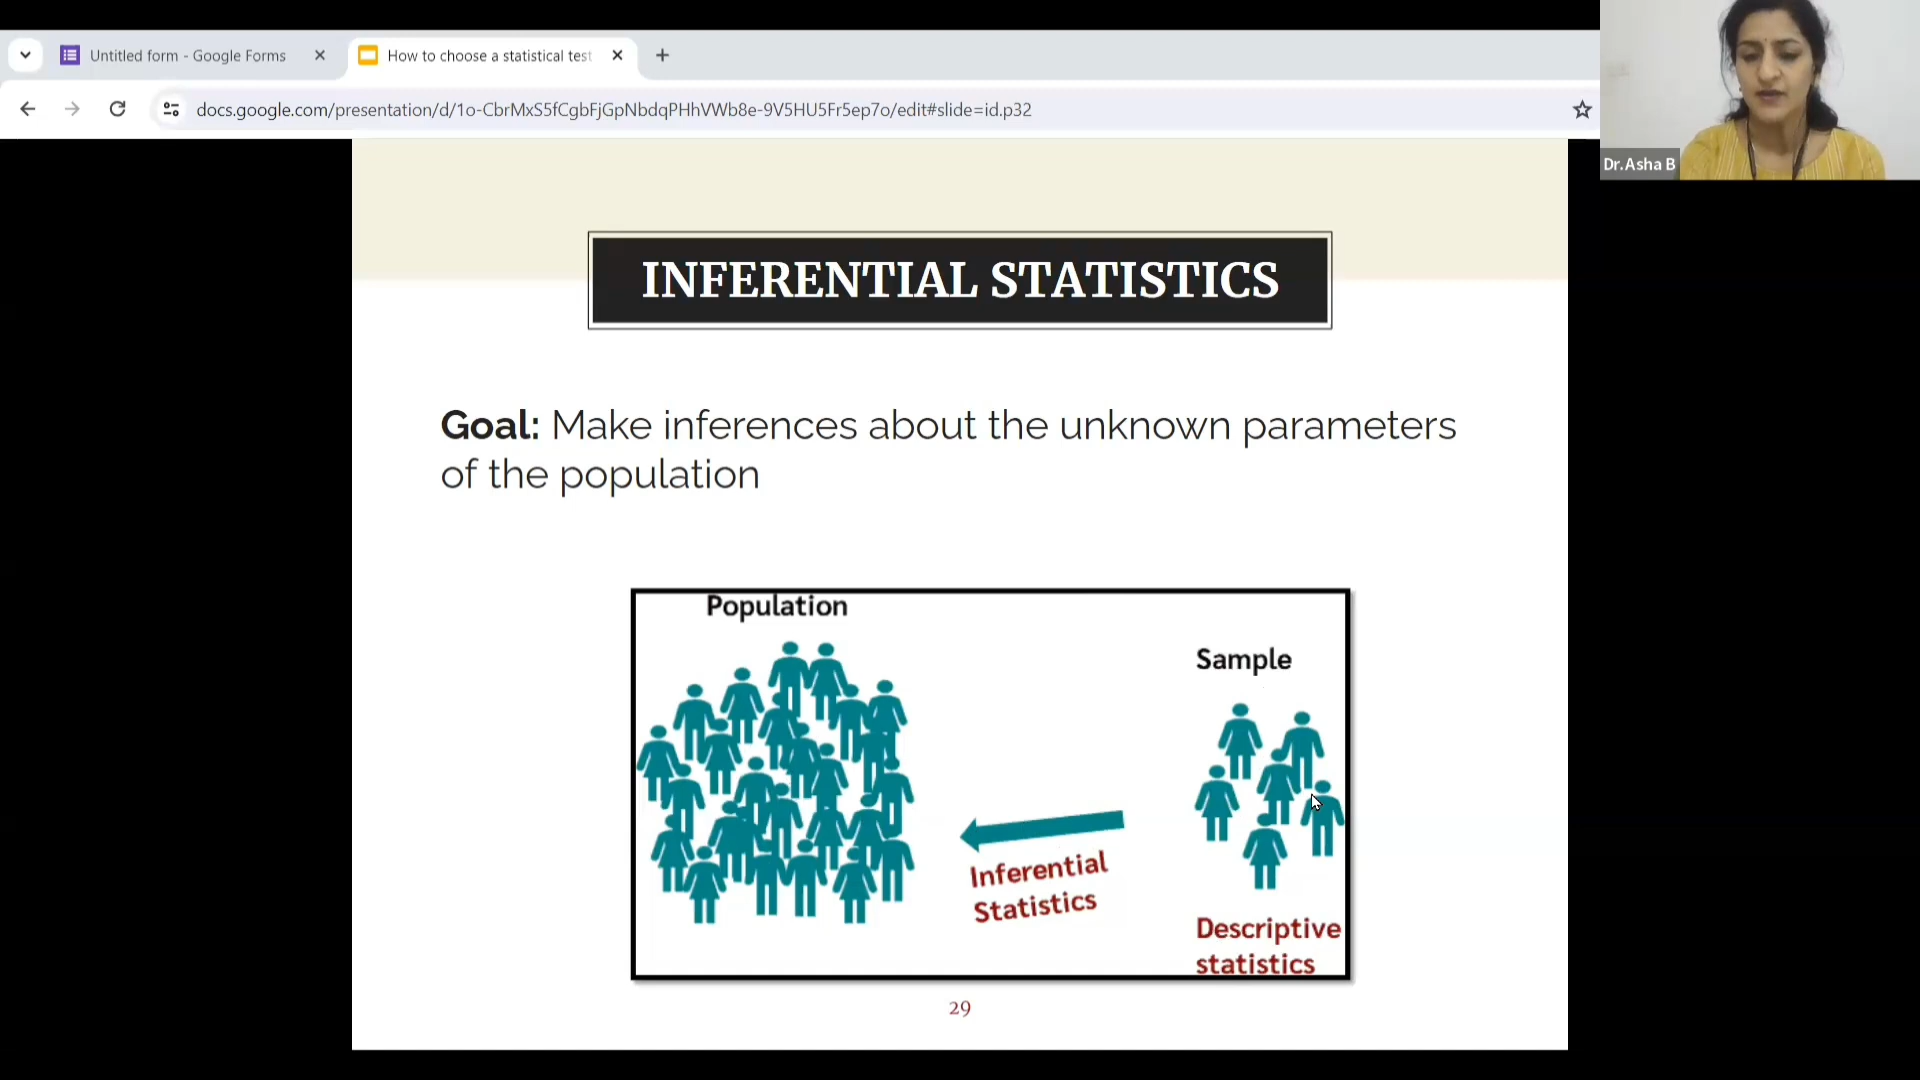 Untitled form - Google Forms
How to choose a statistical test
docs.google.com/presentation/d/1o-CbrMxS5fCgbFjGpNbdqPHhVWb8e-9V5HU5Fr5ep7o/edit#slide=id.p32
Dr.Asha B
INFERENTIAL STATISTICS
Goal: Make inferences about the unknown parameters
of the population
Population
Sample
Inferential
Statistics
Descriptive
statistics
29